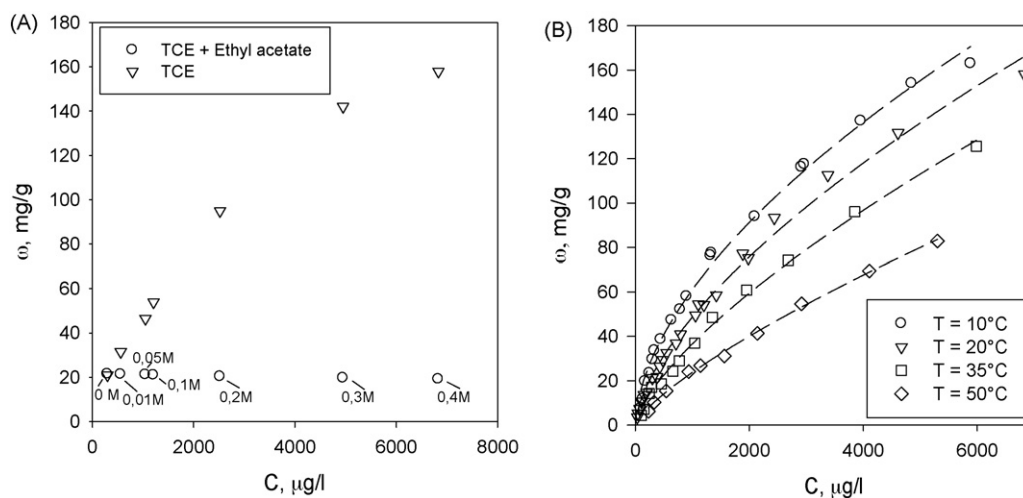 (A)
180
160
140
120
100
80
60
40
20
0
ω, mg/g
TCE + Ethyl acetate
TCE
0 M
0,01M
0,05M
0,1M
0,2M
0,3M
0,4M
0 2000 4000 6000 8000
C, μg/l
(B)
180
160
140
120
100
80
60
40
20
0
ω, mg/g
T = 10°C
T = 20°C
T = 35°C
T = 50°C
0 2000 4000 6000
C, μg/l